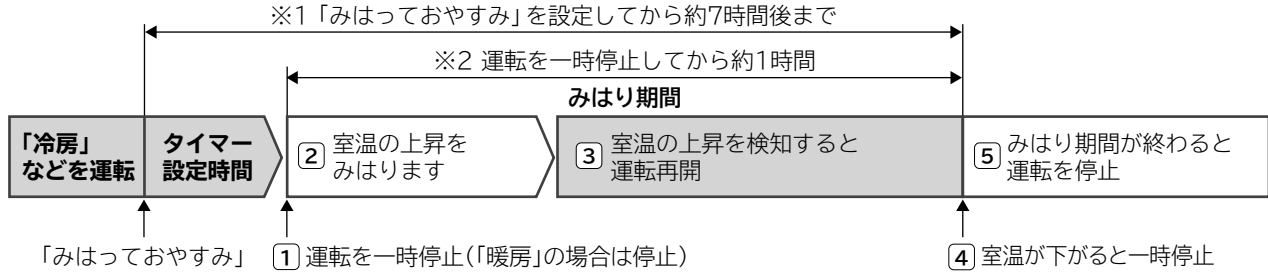 ※1「みはっておやすみ」を設定してから約7時間後まで
※2 運転を一時停止してから約1時間
みはり期間
「冷房」
などを運転
タイマー
設定時間
2 室温の上昇を
みはります
3 室温の上昇を検知すると
運転再開
5 みはり期間が終わると
運転を停止
「みはっておやすみ」
1 運転を一時停止(「暖房」の場合は停止)
4 室温が下がると一時停止